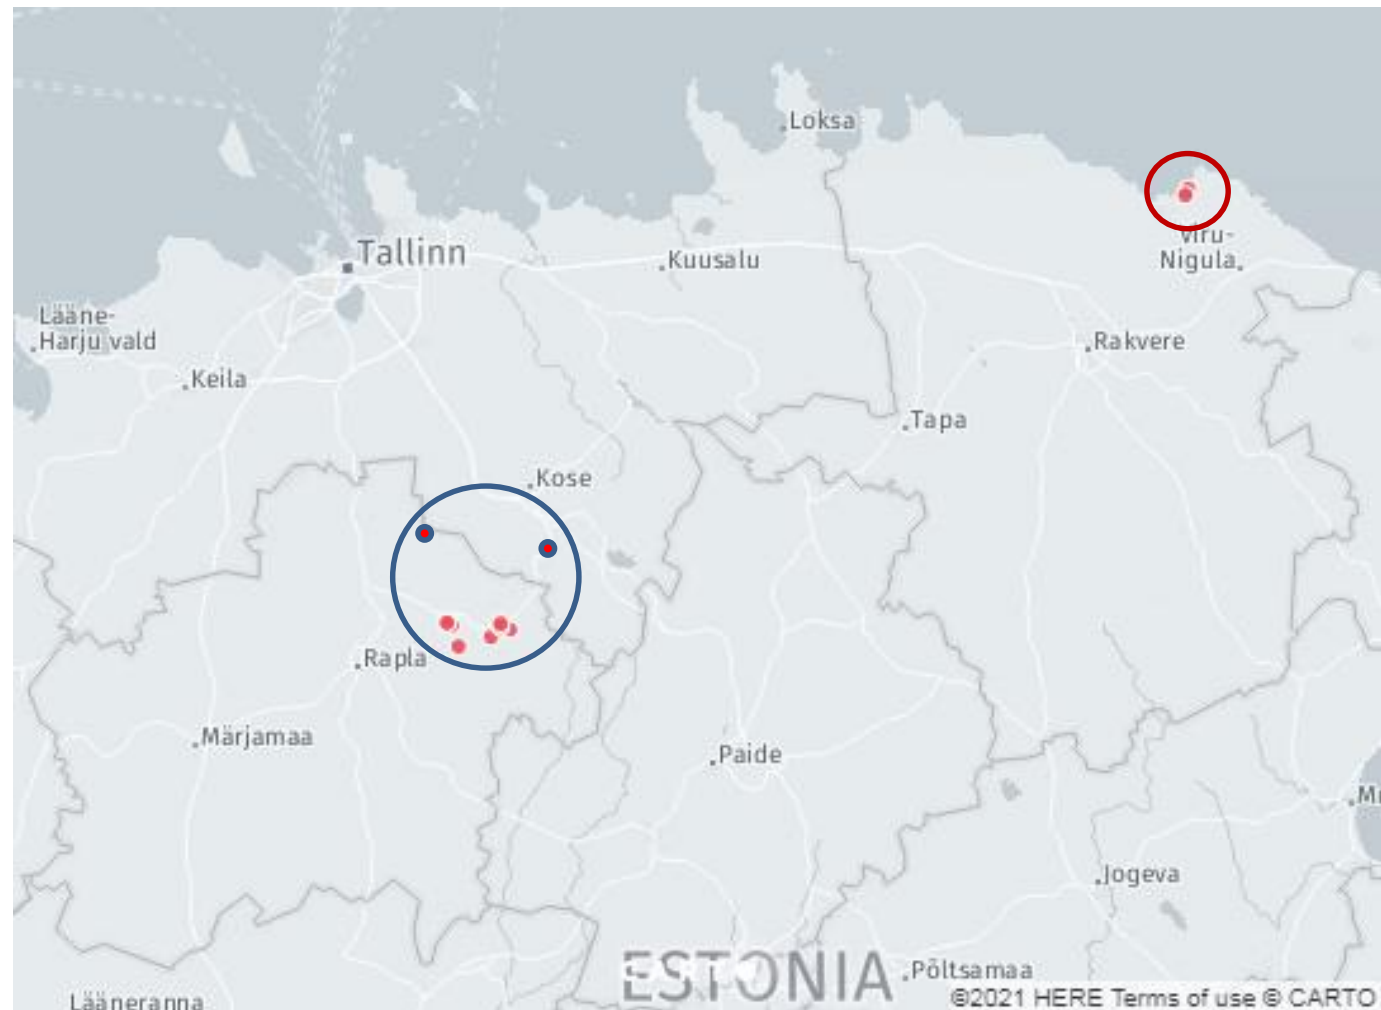 Loksa
Tallinn
Kuusalu
Viru-
Nigula
Lääne-
Harju vald
Rakvere
Keila
Tapa
Kose
Rapla
Märjamaa
Paide
Jogeva
ESTONIA
Põltsamaa
Lääneranna
©2021 HERE Terms of use © CARTO